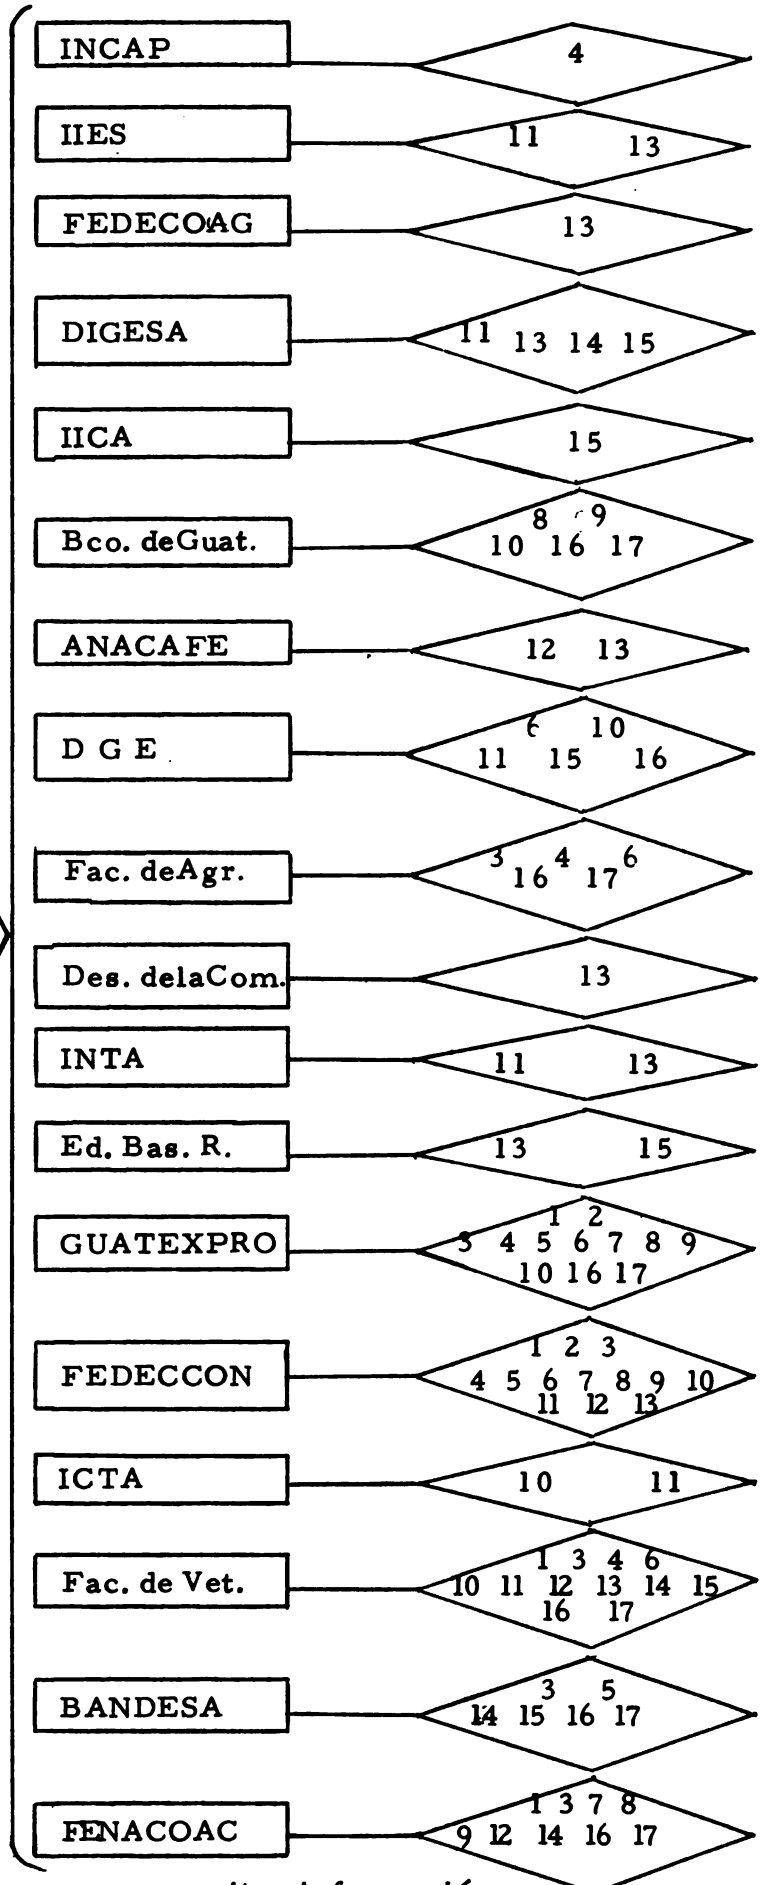 INCAP
4
IIES
11 13
FEDECOAG
13
DIGESA
11 13 14 15
IICA
15
Bco. deGuat.
8 9
10 16 17
ANACAFE
12 13
D G E
6 10
11 15 16
Fac. deAgr.
3 4 6
16 17
Des. delaCom.
13
INTA
11 13
Ed. Bas. R.
13 15
GUATEXPRO
1 2
3 4 5 6 7 8 9
10 16 17
FEDECCON
1 2 3
4 5 6 7 8 9 10
11 12 13
ICTA
10 11
Fac. de Vet.
1 3 4 6
10 11 12 13 14 15
16 17
BANDESA
3 5
14 15 16 17
FENACOAC
1 3 7 8
9 12 14 16 17